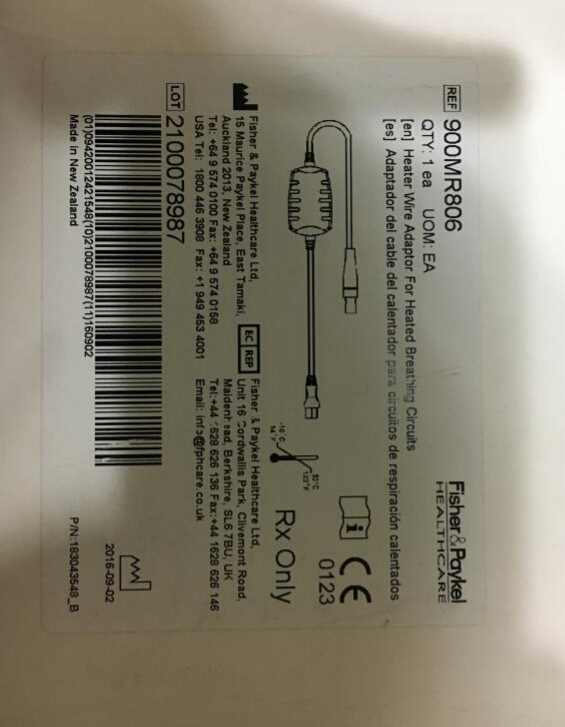 REF 900MR806
Fisher & Paykel
HEALTHCARE
QTY: 1 ea UOM: EA
[en] Heater Wire Adaptor For Heated Breathing Circuits
[es] Adaptador del cable del calentador para circuitos de respiración calentados
CE
0123
-10°C
14°F
50°C
122°F
Rx Only
Fisher & Paykel Healthcare Ltd,
15 Maurice Paykel Place, East Tamaki,
Auckland 2013, New Zealand
Tel: +64 9 574 0100 Fax: +64 9 574 0158
USA Tel: 1800 446 3908 Fax: +1 949 453 4001
EC REP
Fisher & Paykel Healthcare Ltd,
Unit 16 Cordwallis Park, Clivemont Road,
Maidenhead, Berkshire, SL6 7BU, UK
Tel:+44 1628 626 136 Fax:+44 1628 626 146
Email: info@fphcare.co.uk
LOT 2100078987
2016-09-02
(01)09420012421548(10)2100078987(11)160902
Made in New Zealand
P/N:183043548_B